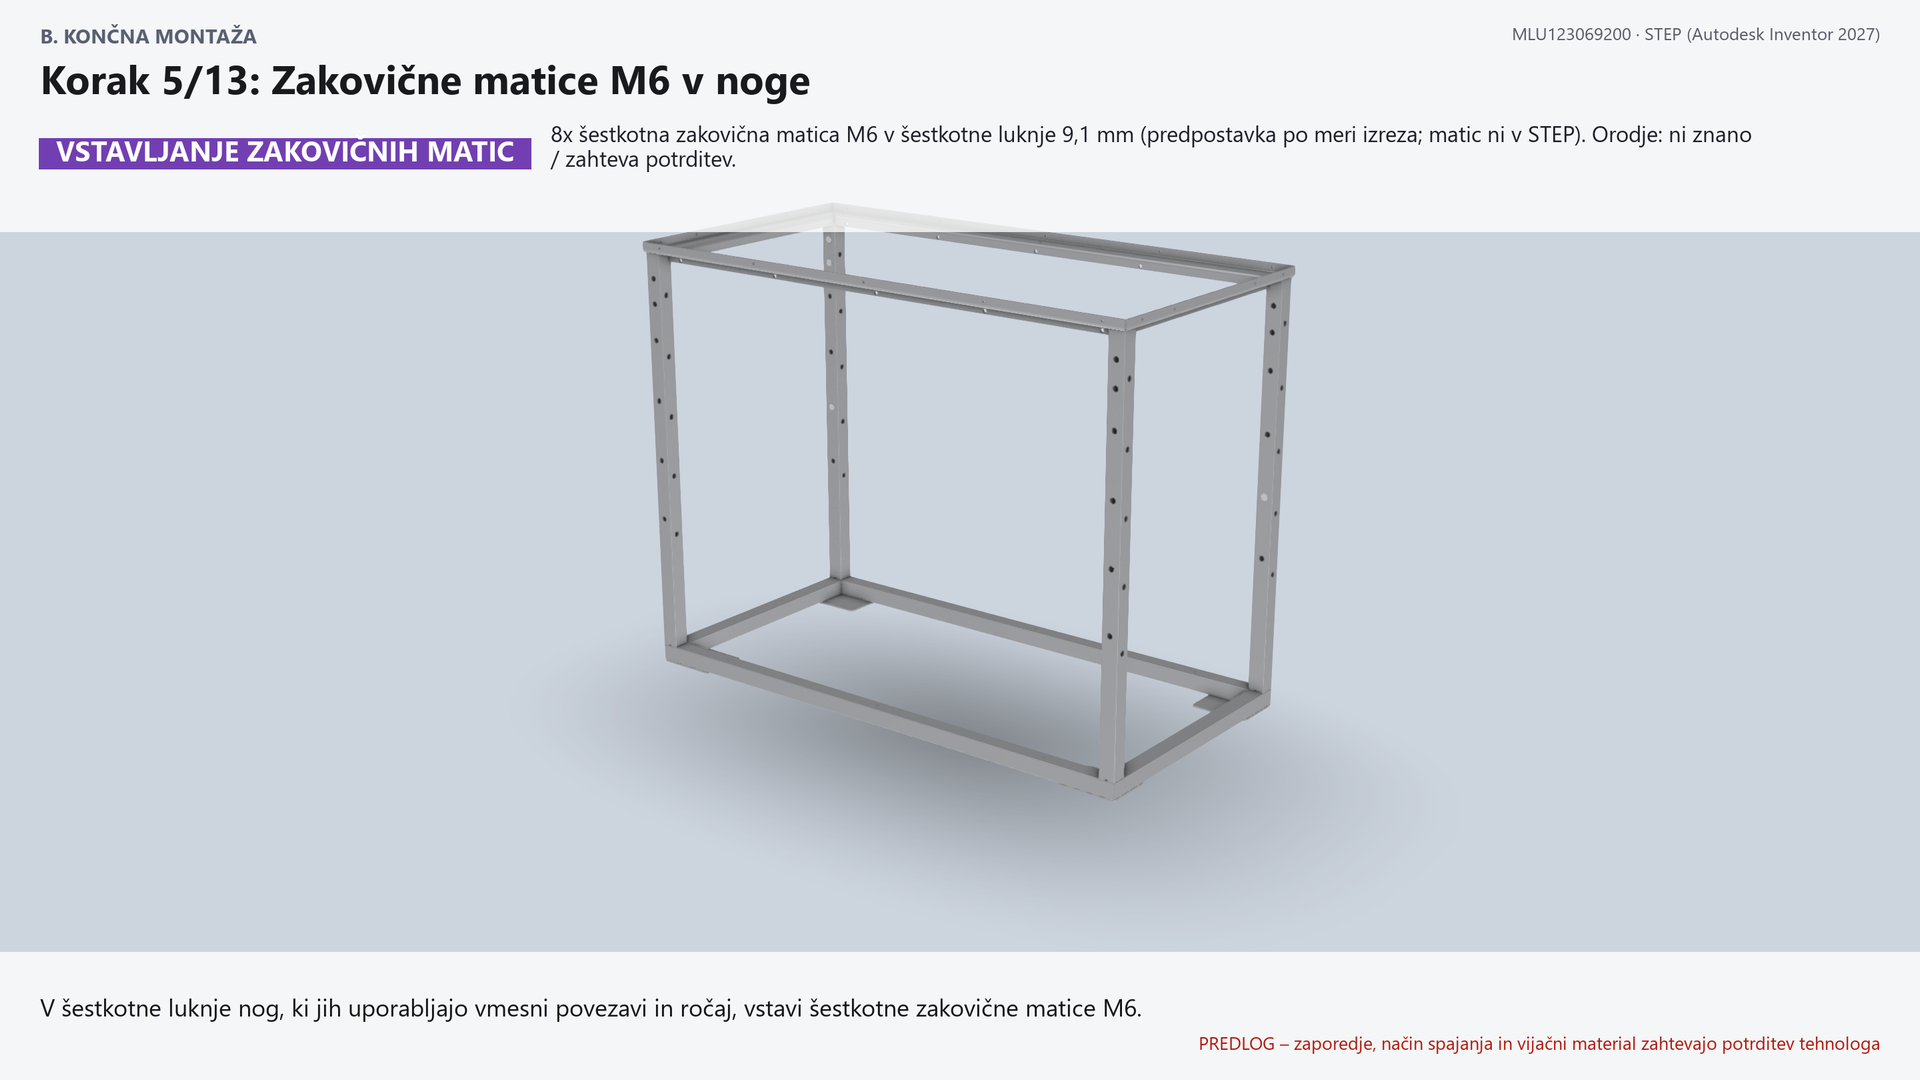 B. KONČNA MONTAŽA
MLU123069200 · STEP (Autodesk Inventor 2027)
Korak 5/13: Zakovične matice M6 v noge
VSTAVLJANJE ZAKOVIČNIH MATIC
8x šestkotna zakovična matica M6 v šestkotne luknje 9,1 mm (predpostavka po meri izreza; matic ni v STEP). Orodje: ni znano
/ zahteva potrditev.
V šestkotne luknje nog, ki jih uporabljajo vmesni povezavi in ročaj, vstavi šestkotne zakovične matice M6.
PREDLOG – zaporedje, način spajanja in vijačni material zahtevajo potrditev tehnologa